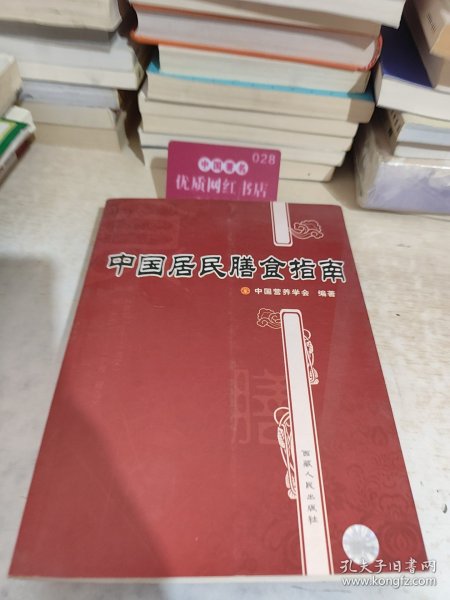 028
中国著名
优质网红书店
中国居民膳食指南
中国营养学会 编著
膳
西藏人民出版社
孔夫子旧书网
www.kongfz.com